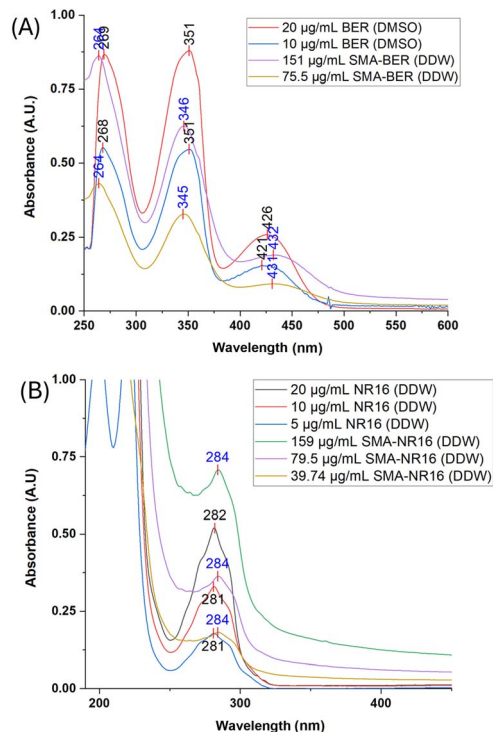 (A)
264
269
351
20 µg/mL BER (DMSO)
10 µg/mL BER (DMSO)
151 µg/mL SMA-BER (DDW)
75.5 µg/mL SMA-BER (DDW)
1.00
0.75
0.50
0.25
0.00
Absorbance (A.U.)
268
264
346
351
345
426
421
432
431
250 300 350 400 450 500 550 600
Wavelength (nm)
(B)
20 µg/mL NR16 (DDW)
10 µg/mL NR16 (DDW)
5 µg/mL NR16 (DDW)
159 µg/mL SMA-NR16 (DDW)
79.5 µg/mL SMA-NR16 (DDW)
39.74 µg/mL SMA-NR16 (DDW)
1.00
0.75
0.50
0.25
0.00
Absorbance (A.U)
284
282
284
281
284
281
200 300 400
Wavelength (nm)